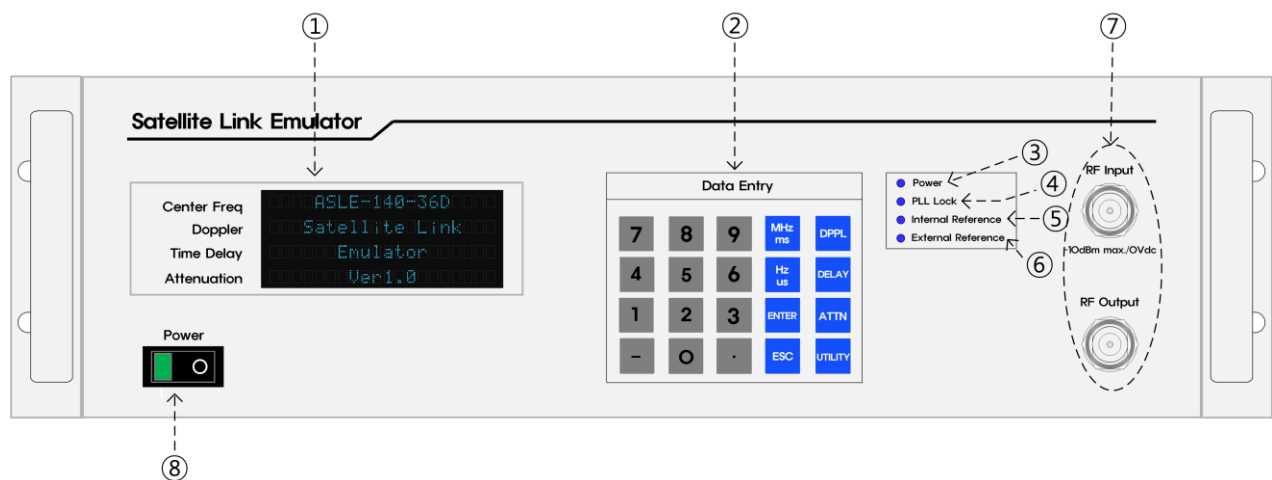 ① ② ⑦
Satellite Link Emulator
Center Freq
Doppler
Time Delay
Attenuation
ASLE-140-36D
Satellite Link
Emulator
Ver1.0
Power
⑧
Data Entry
7 8 9 MHz ms DPPL
4 5 6 Hz us DELAY
1 2 3 ENTER ATTN
- 0 . ESC UTILITY
Power ③
PLL Lock ④
Internal Reference ⑤
External Reference ⑥
RF Input
-10dBm max./0Vdc
RF Output